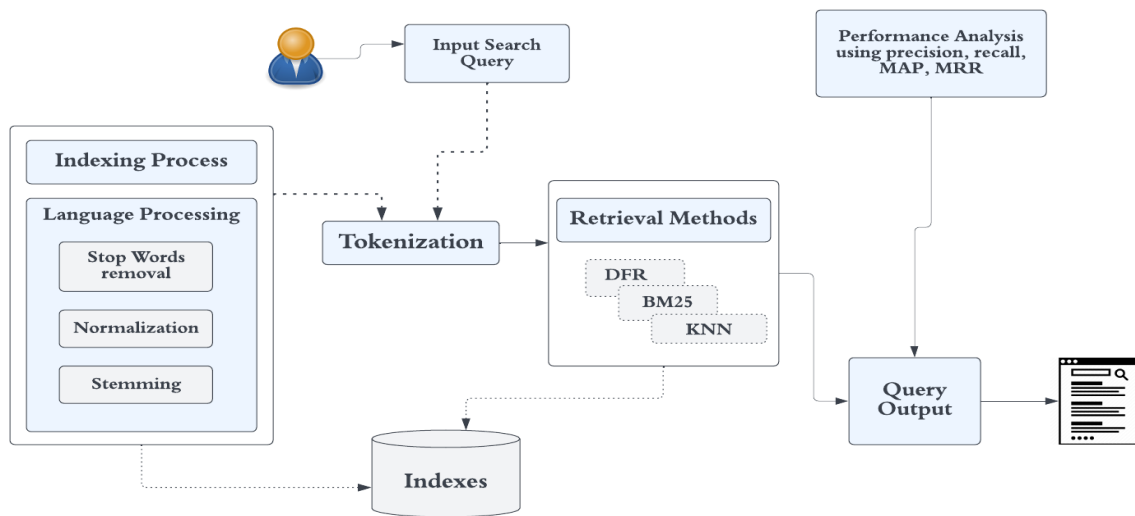 Input Search
Query
Performance Analysis
using precision, recall,
MAP, MRR
Indexing Process
Language Processing
Stop Words
removal
Normalization
Stemming
Tokenization
Retrieval Methods
DFR
BM25
KNN
Query
Output
Indexes